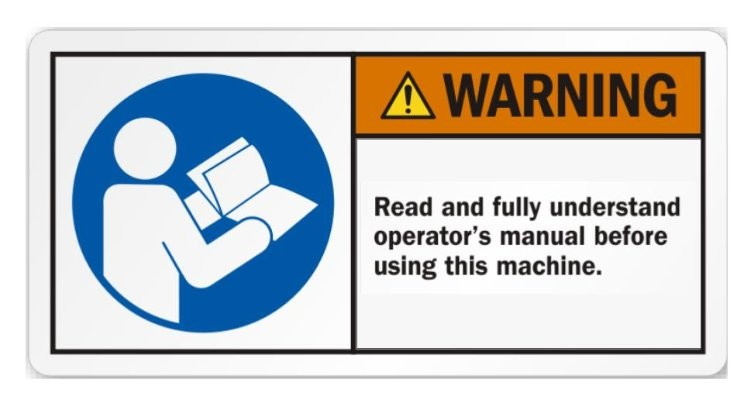 WARNING
Read and fully understand
operator's manual before
using this machine.